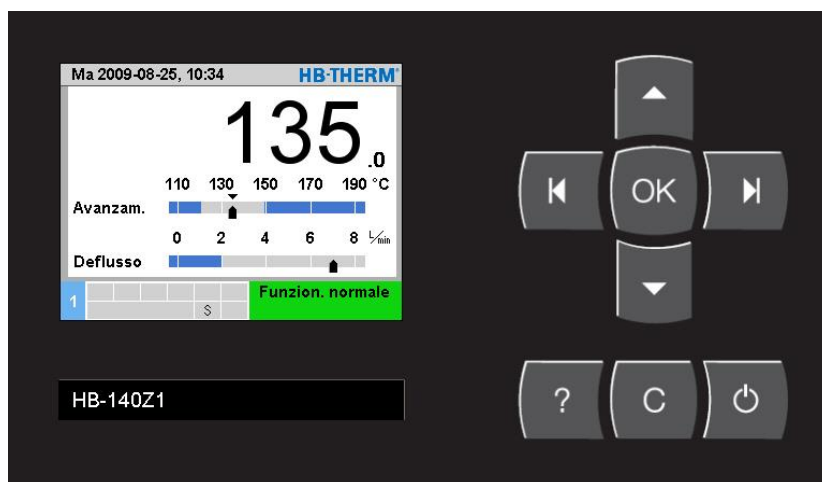 Ma 2009-08-25, 10:34 HB-THERM®
135.0
110 130 150 170 190 °C
Avanzam.
0 2 4 6 8 L/min
Deflusso
1 Funzion. normale
S
OK
HB-140Z1
? C